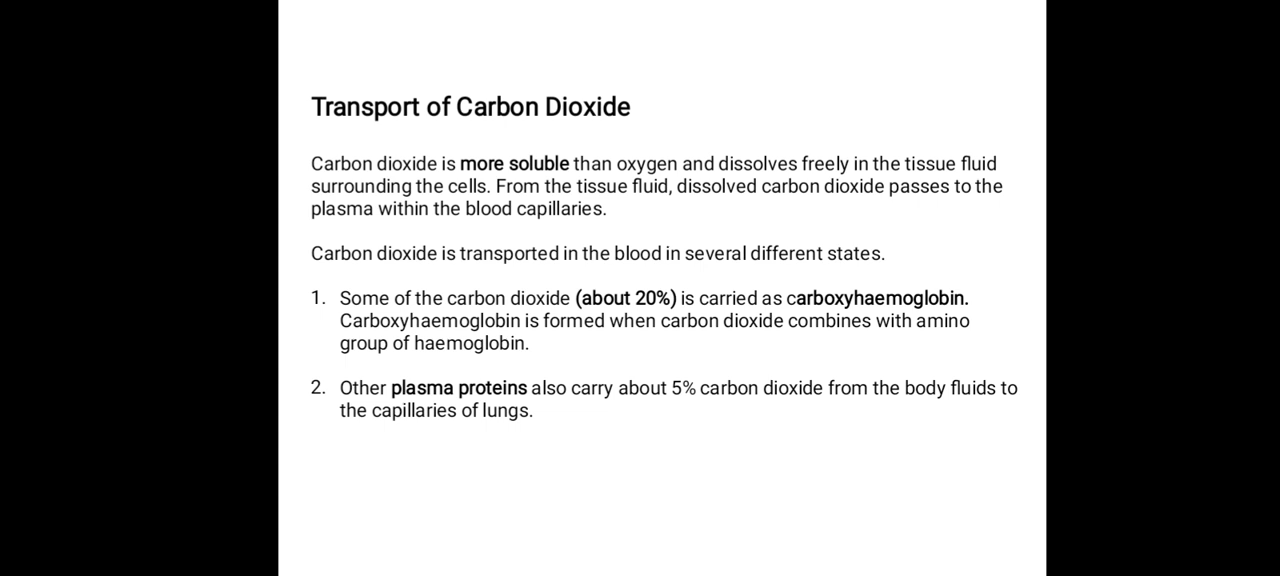 Transport of Carbon Dioxide
Carbon dioxide is more soluble than oxygen and dissolves freely in the tissue fluid
surrounding the cells. From the tissue fluid, dissolved carbon dioxide passes to the
plasma within the blood capillaries.
Carbon dioxide is transported in the blood in several different states.
1. Some of the carbon dioxide (about 20%) is carried as carboxyhaemoglobin.
Carboxyhaemoglobin is formed when carbon dioxide combines with amino
group of haemoglobin.
2. Other plasma proteins also carry about 5% carbon dioxide from the body fluids to
the capillaries of lungs.